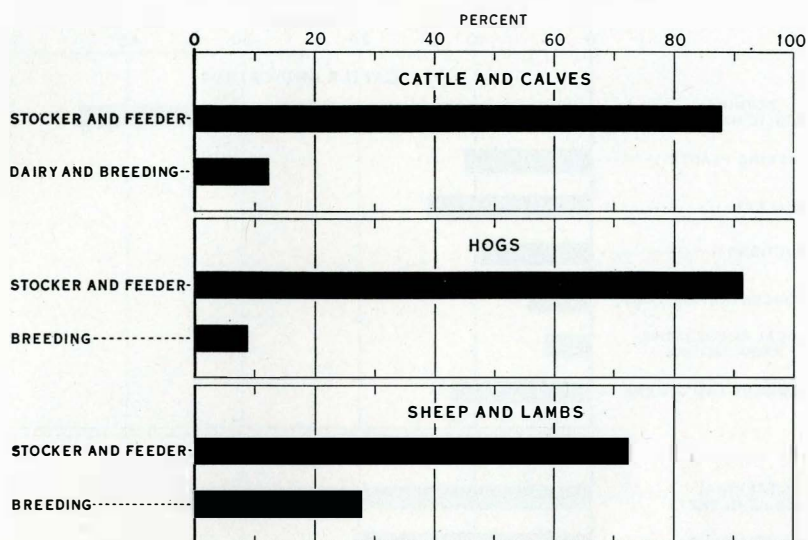 PERCENT
0 20 40 60 80 100
CATTLE AND CALVES
STOCKER AND FEEDER-
DAIRY AND BREEDING--
HOGS
STOCKER AND FEEDER-
BREEDING--------------
SHEEP AND LAMBS
STOCKER AND FEEDER-
BREEDING--------------